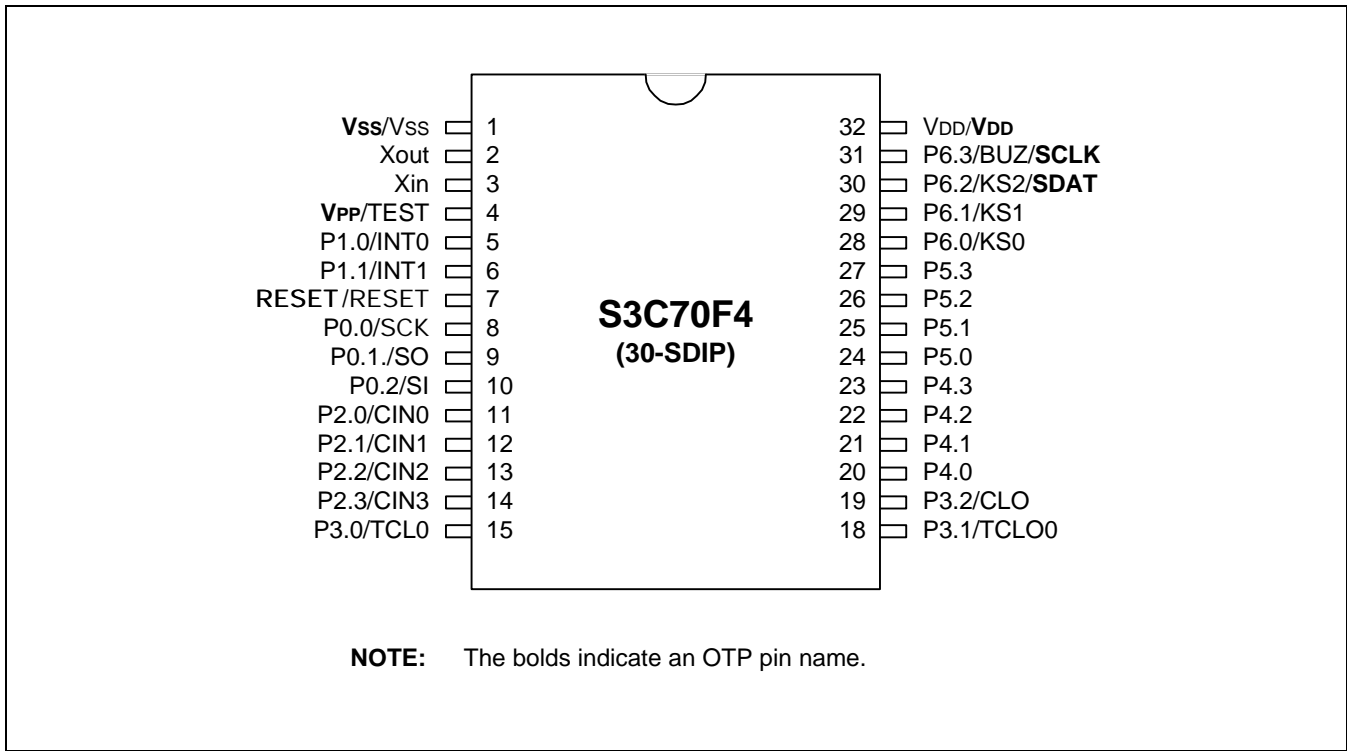 Vss/Vss 1
Xout 2
Xin 3
VPP/TEST 4
P1.0/INT0 5
P1.1/INT1 6
RESET/RESET 7
P0.0/SCK 8
P0.1./SO 9
P0.2/SI 10
P2.0/CIN0 11
P2.1/CIN1 12
P2.2/CIN2 13
P2.3/CIN3 14
P3.0/TCL0 15
S3C70F4
(30-SDIP)
32 VDD/VDD
31 P6.3/BUZ/SCLK
30 P6.2/KS2/SDAT
29 P6.1/KS1
28 P6.0/KS0
27 P5.3
26 P5.2
25 P5.1
24 P5.0
23 P4.3
22 P4.2
21 P4.1
20 P4.0
19 P3.2/CLO
18 P3.1/TCLO0
NOTE: The bolds indicate an OTP pin name.